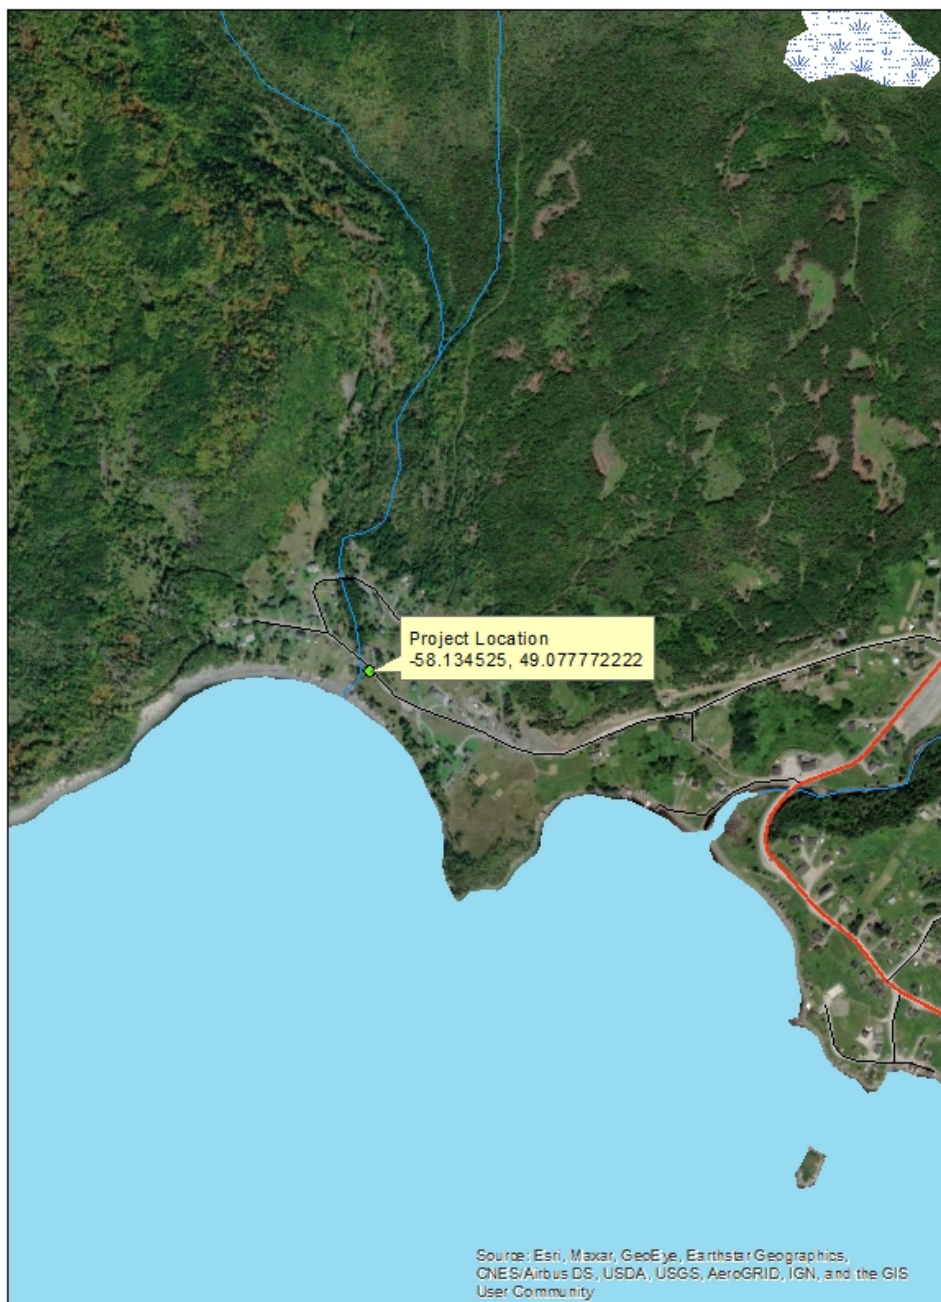 Project Location
-58.134525, 49.077772222
Source: Esri, Maxar, GeoEye, Earthstar Geographics,
CNES/Airbus DS, USDA, USGS, AeroGRID, IGN, and the GIS
User Community